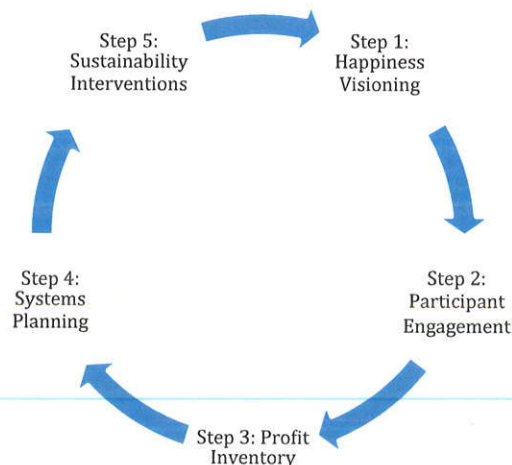 Step 1:
Happiness
Visioning
Step 2:
Participant
Engagement
Step 3: Profit
Inventory
Step 4:
Systems
Planning
Step 5:
Sustainability
Interventions